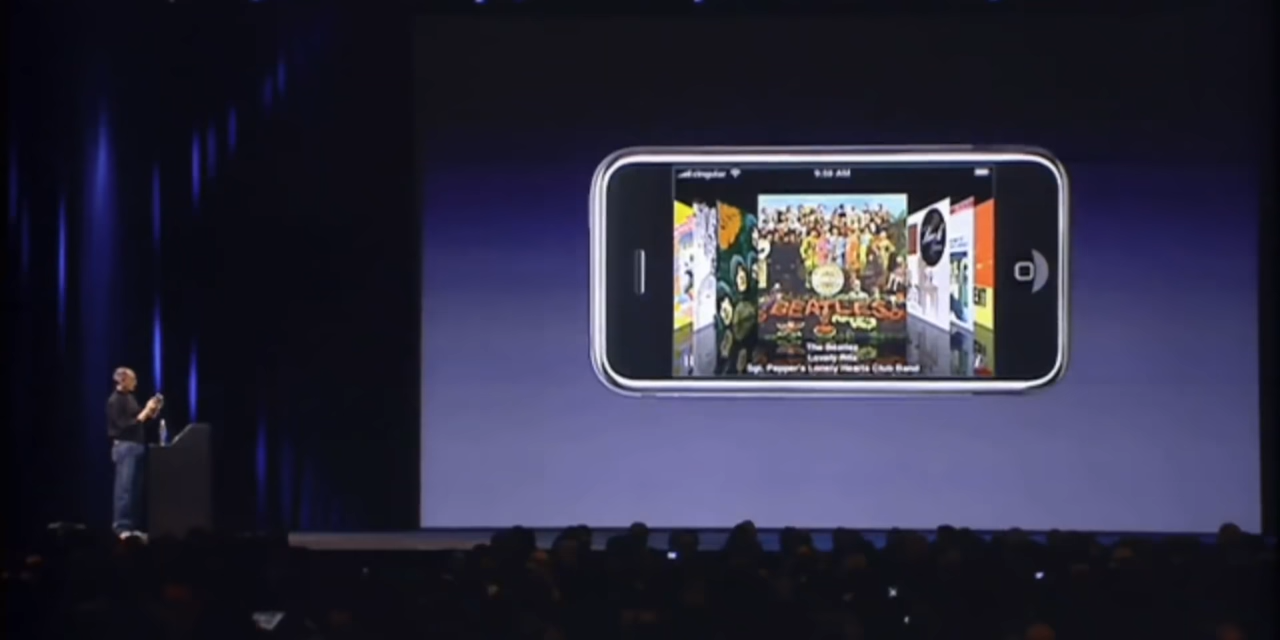 cingular 9:58 AM
BEATLES
The Beatles
Lovely Rita
Sgt. Pepper's Lonely Hearts Club Band